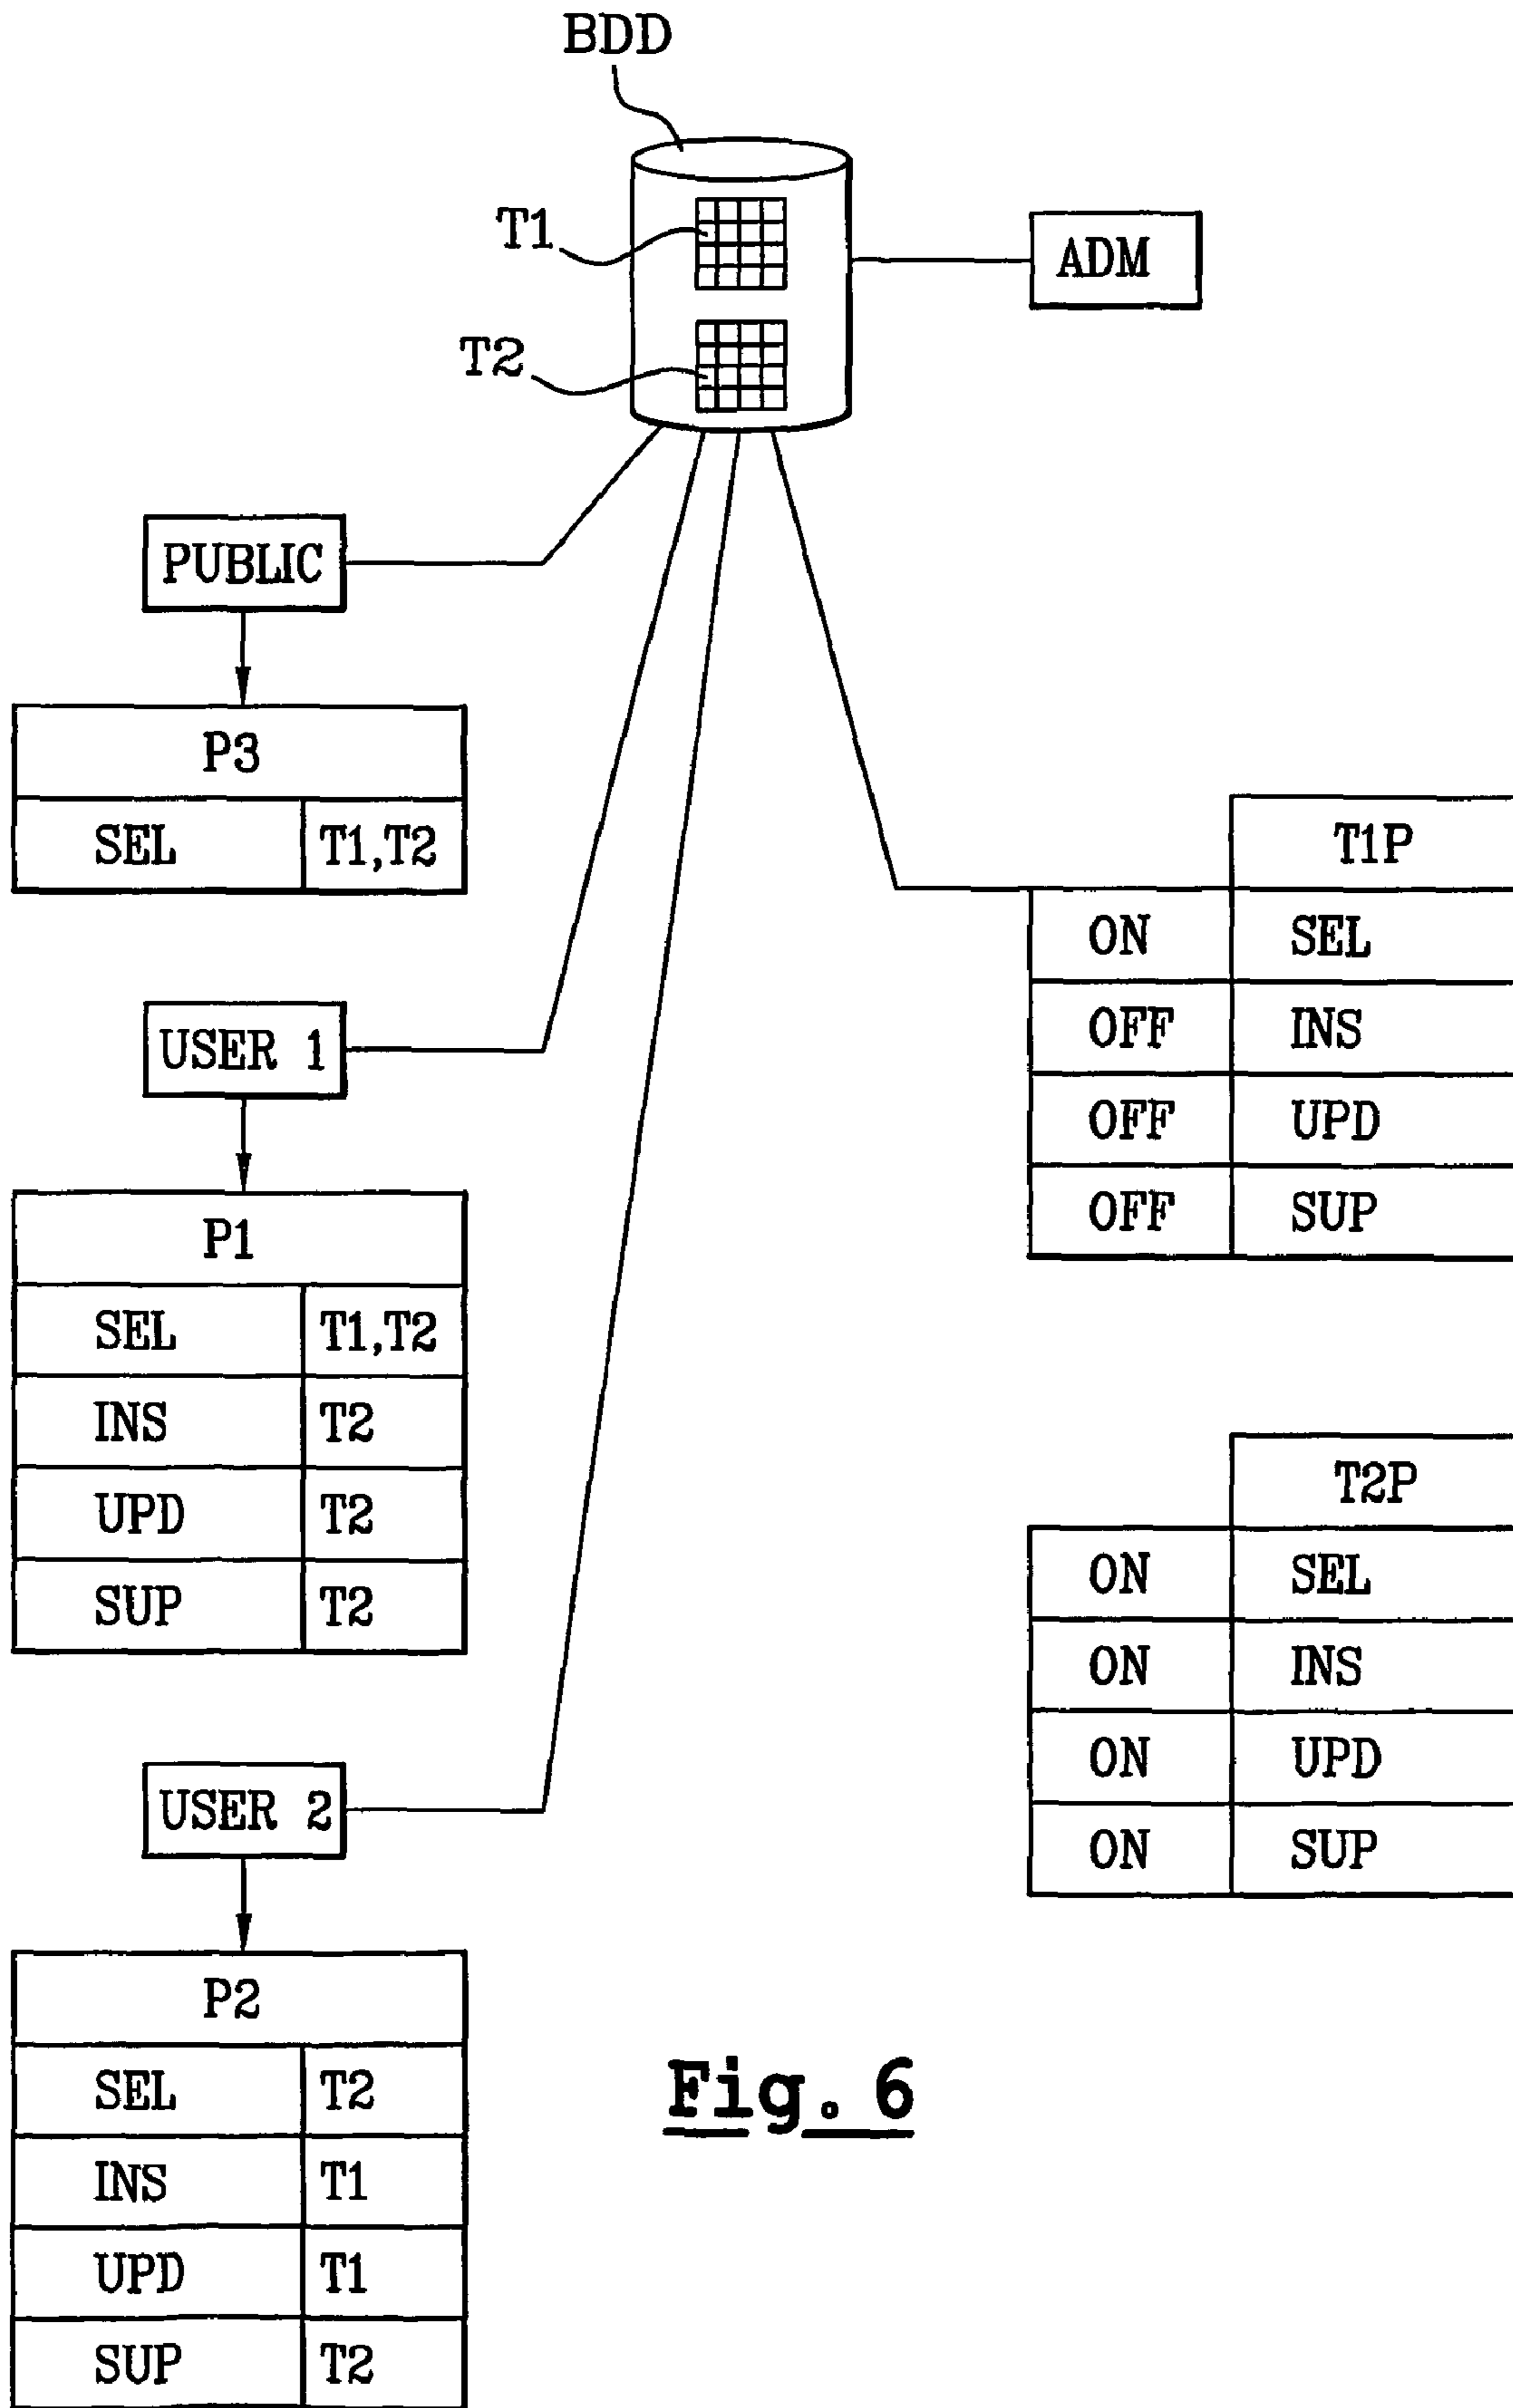 BDD
T1
ADM
T2
PUBLIC
P3
SEL T1,T2
USER 1
P1
SEL T1,T2
INS T2
UPD T2
SUP T2
USER 2
P2
SEL T2
INS T1
UPD T1
SUP T2
T1P
ON SEL
OFF INS
OFF UPD
OFF SUP
T2P
ON SEL
ON INS
ON UPD
ON SUP
Fig. 6